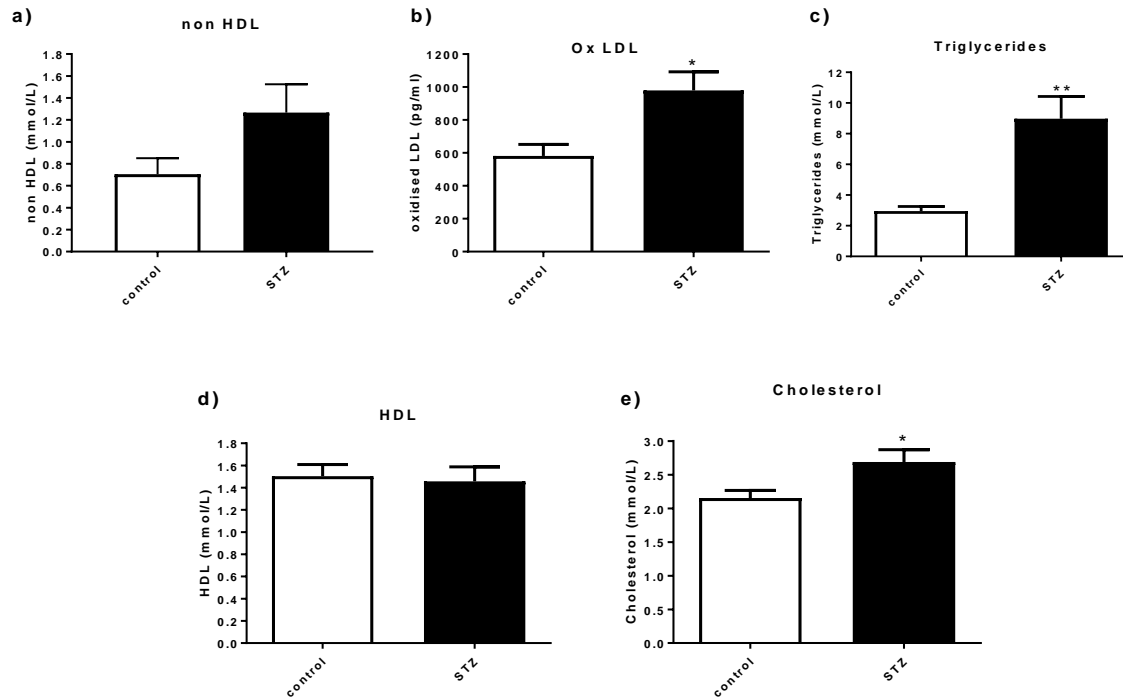 a)
non HDL
non HDL (mmol/L)
1.8
1.6
1.4
1.2
1.0
0.8
0.6
0.4
0.2
0.0
control
STZ
b)
Ox LDL
oxidised LDL (pg/ml)
1200
1000
800
600
400
200
0
*
control
STZ
c)
Triglycerides
Triglycerides (mmol/L)
12
10
8
6
4
2
0
**
control
STZ
d)
HDL
HDL (mmol/L)
1.8
1.6
1.4
1.2
1.0
0.8
0.6
0.4
0.2
0.0
control
STZ
e)
Cholesterol
Cholesterol (mmol/L)
3.0
2.5
2.0
1.5
1.0
0.5
0.0
*
control
STZ